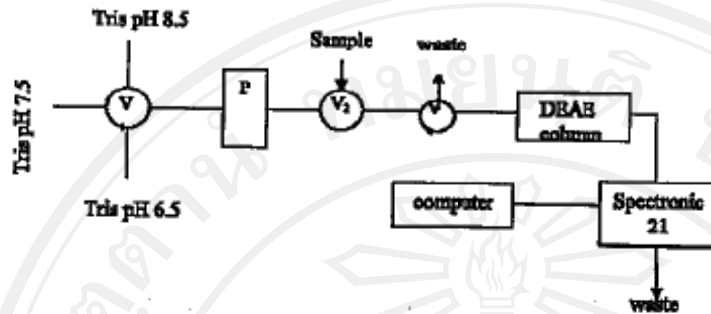 Tris pH 8.5
Sample
waste
Tris pH 7.5
V
P
V₂
V
DEAE
column
Tris pH 6.5
computer
Spectronic
21
waste